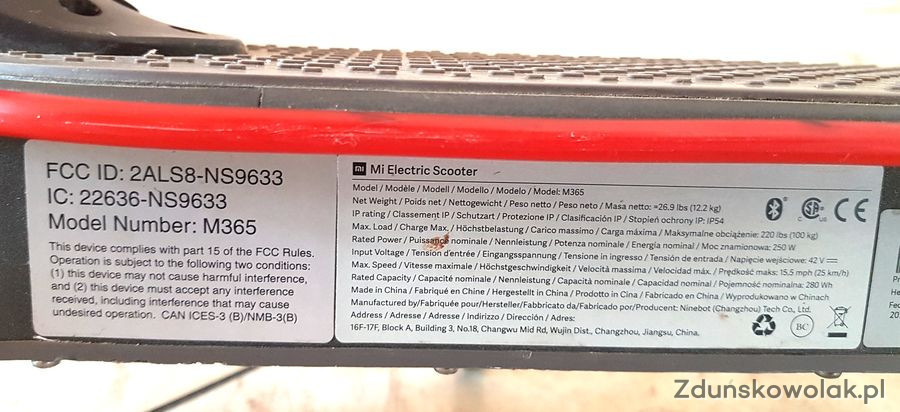 FCC ID: 2ALS8-NS9633
IC: 22636-NS9633
Model Number: M365
This device complies with part 15 of the FCC Rules.
Operation is subject to the following two conditions:
(1) this device may not cause harmful interference,
and (2) this device must accept any interference
received, including interference that may cause
undesired operation. CAN ICES-3 (B)/NMB-3(B)
mi Mi Electric Scooter
Model / Modèle / Modell / Modello / Modelo / Model: M365
Net Weight / Poids net / Nettogewicht / Peso netto / Peso neto / Masa netto: ≈26.9 lbs (12.2 kg)
IP rating / Classement IP / Schutzart / Protezione IP / Clasificación IP / Stopień ochrony IP: IP54
Max. Load / Charge Max. / Höchstbelastung / Carico massimo / Carga máxima / Maksymalne obciążenie: 220 lbs (100 kg)
Rated Power / Puissance nominale / Nennleistung / Potenza nominale / Energía nominal / Moc znamionowa: 250 W
Input Voltage / Tension d'entrée / Eingangsspannung / Tensione in ingresso / Tensión de entrada / Napięcie wejściowe: 42 V
Max. Speed / Vitesse maximale / Höchstgeschwindigkeit / Velocità massima / Velocidad máx. / Prędkość maks: 15.5 mph (25 km/h)
Rated Capacity / Capacité nominale / Nennleistung / Capacità nominale / Capacidad nominal / Pojemność nominalna: 280 Wh
Made in China / Fabriqué en Chine / Hergestellt in China / Prodotto in Cina / Fabricado en China / Wyprodukowano w Chinach
Manufactured by/Fabriquée pour/Hersteller/Fabbricato da/Fabricado por/Producent: Ninebot (Changzhou) Tech Co., Ltd.
Address / Adresse / Adresse / Indirizzo / Dirección / Adres:
16F-17F, Block A, Building 3, No.18, Changwu Mid Rd, Wujin Dist., Changzhou, Jiangsu, China.
C US
CE
BC
Zdunskowolak.pl